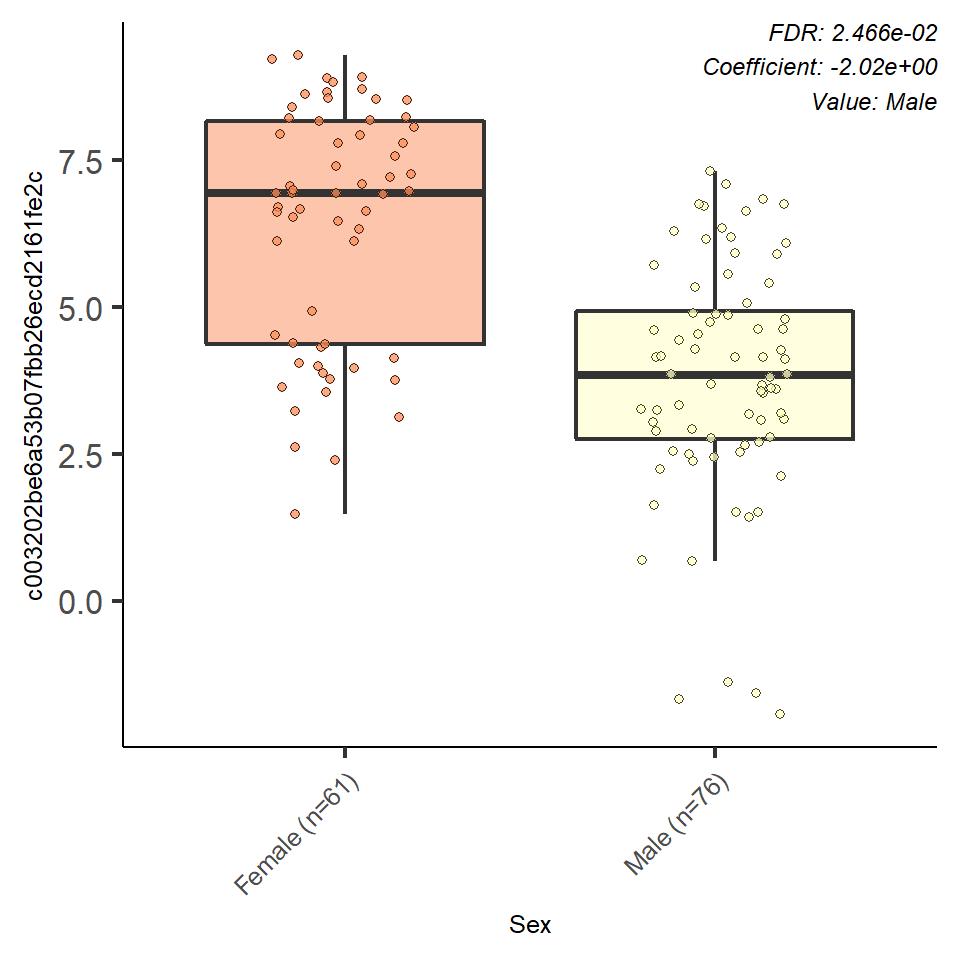 FDR: 2.466e-02
Coefficient: -2.02e+00
Value: Male
c003202be6a53b07fbb26ecd2161fe2c
7.5
5.0
2.5
0.0
Female (n=61)
Male (n=76)
Sex